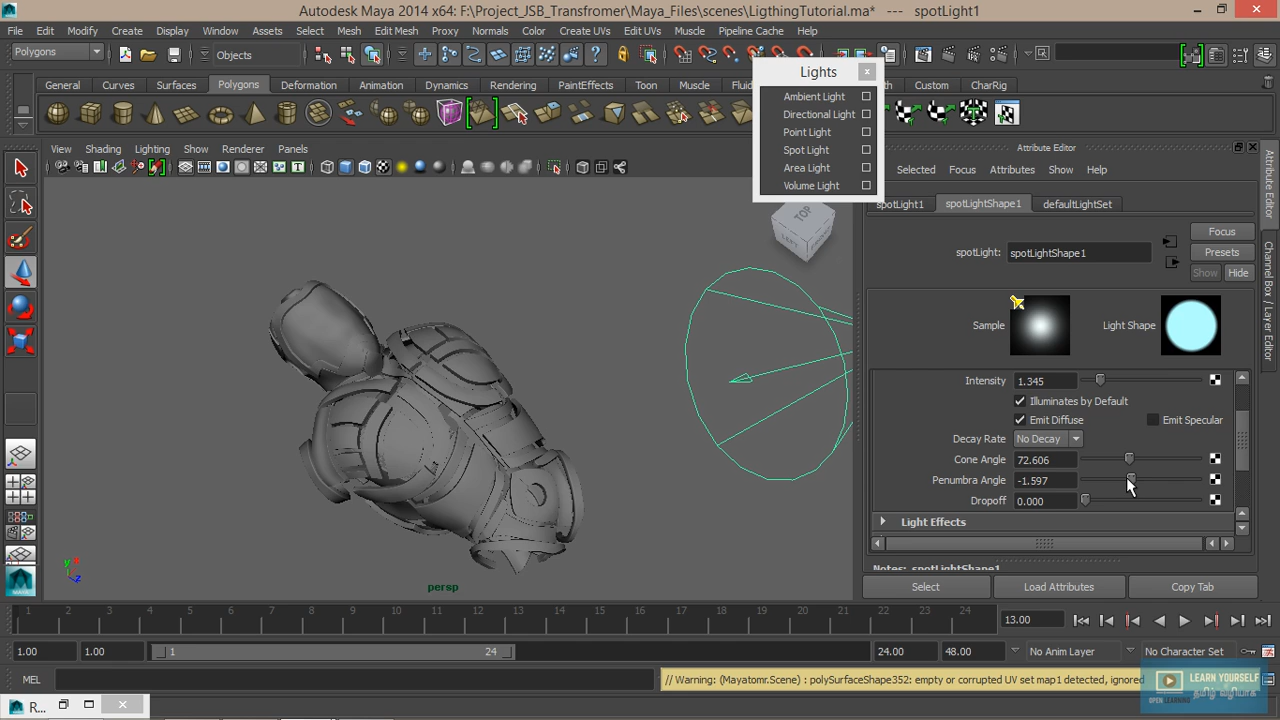 Autodesk Maya 2014 x64: F:\Project_JSB_Transfromer\Maya_Files\scenes\LigthingTutorial.ma* --- spotLight1
File Edit Modify Create Display Window Assets Select Mesh Edit Mesh Proxy Normals Color Create UVs Edit UVs Muscle Pipeline Cache Help
Polygons Objects
Lights
General Curves Surfaces Polygons Deformation Animation Dynamics Rendering PaintEffects Toon Muscle Custom CharRig
Ambient Light
Directional Light
Point Light
Spot Light
Area Light
Volume Light
View Shading Lighting Show Renderer Panels
Attribute Editor
Selected Focus Attributes Show Help
spotLight1 spotLightShape1 defaultLightSet
Focus
spotLight: spotLightShape1 Presets
Show Hide
Sample Light Shape
Intensity 1.345
Illuminates by Default
Emit Diffuse Emit Specular
Decay Rate No Decay
Cone Angle 72.606
Penumbra Angle -1.597
Dropoff 0.000
Light Effects
Notes: spotLightShape1
Select Load Attributes Copy Tab
Attribute Editor
Channel Box / Layer Editor
TOP
LEFT
y x z
persp
1 2 3 4 5 6 7 8 9 10 11 12 13 14 15 16 17 18 19 20 21 22 23 24 13.00
1.00 1.00 1 24 24.00 48.00 No Anim Layer No Character Set
MEL // Warning: (Mayatomr.Scene) : polySurfaceShape352: empty or corrupted UV set map1 detected, ignored
R...
LEARN YOURSELF
தமிழ் வழியாக
OPEN LEARNING